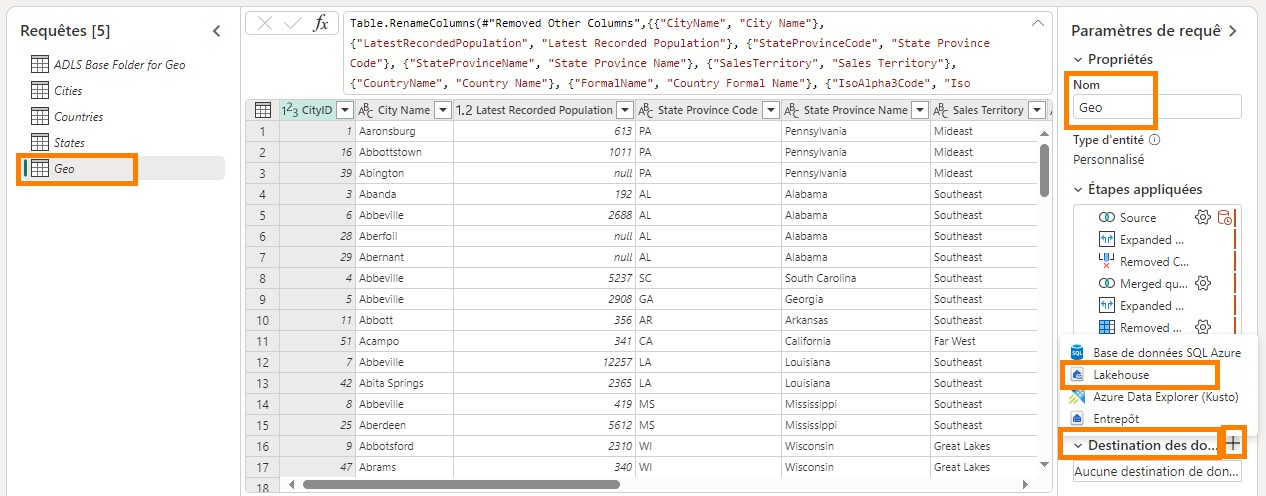 Requêtes [5]
ADLS Base Folder for Geo
Cities
Countries
States
Geo
fx
Table.RenameColumns(#"Removed Other Columns",{{"CityName", "City Name"},
{"LatestRecordedPopulation", "Latest Recorded Population"}, {"StateProvinceCode", "State Province
Code"}, {"StateProvinceName", "State Province Name"}, {"SalesTerritory", "Sales Territory"},
{"CountryName", "Country Name"}, {"FormalName", "Country Formal Name"}, {"IsoAlpha3Code", "Iso
1²3 CityID ABC City Name 1.2 Latest Recorded Population ABC State Province Code ABC State Province Name ABC Sales Territory
1 1 Aaronsburg 613 PA Pennsylvania Mideast
2 16 Abbottstown 1011 PA Pennsylvania Mideast
3 39 Abington null PA Pennsylvania Mideast
4 3 Abanda 192 AL Alabama Southeast
5 6 Abbeville 2688 AL Alabama Southeast
6 28 Aberfoil null AL Alabama Southeast
7 29 Abernant null AL Alabama Southeast
8 4 Abbeville 5237 SC South Carolina Southeast
9 5 Abbeville 2908 GA Georgia Southeast
10 11 Abbott 356 AR Arkansas Southeast
11 51 Acampo 341 CA California Far West
12 7 Abbeville 12257 LA Louisiana Southeast
13 42 Abita Springs 2365 LA Louisiana Southeast
14 8 Abbeville 419 MS Mississippi Southeast
15 25 Aberdeen 5612 MS Mississippi Southeast
16 9 Abbotsford 2310 WI Wisconsin Great Lakes
17 47 Abrams 340 WI Wisconsin Great Lakes
18
Paramètres de requêt
Propriétés
Nom
Geo
Type d'entité
Personnalisé
Étapes appliquées
Source
Expanded ...
Removed C...
Merged qu...
Expanded ...
Removed ...
Base de données SQL Azure
Lakehouse
Azure Data Explorer (Kusto)
Entrepôt
Destination des do...
Aucune destination de don...